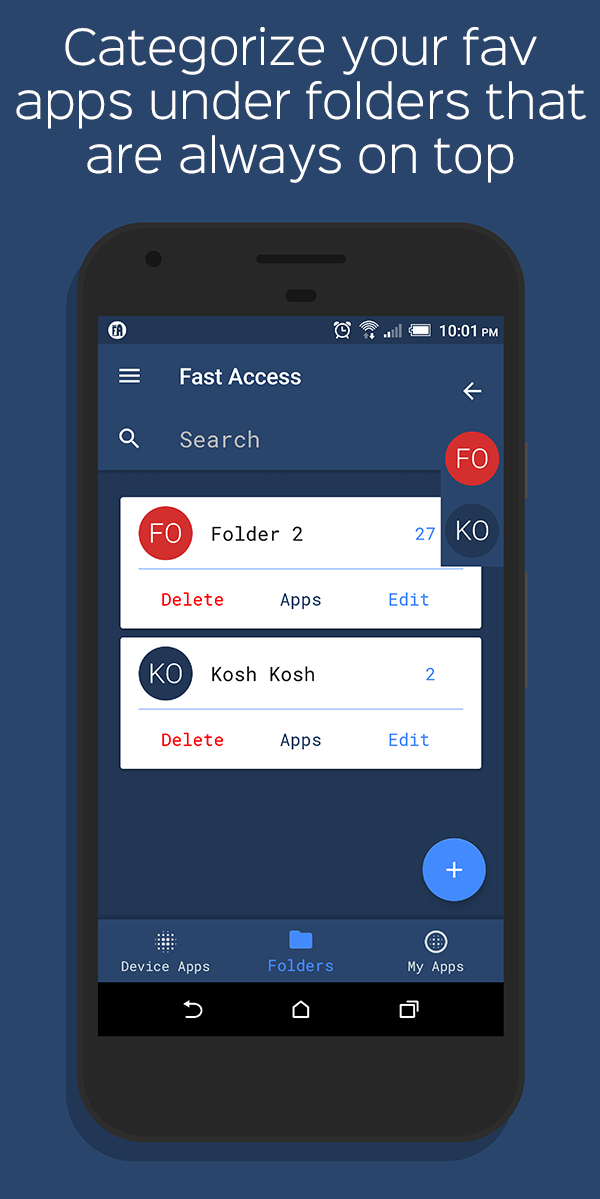 Categorize your fav
apps under folders that
are always on top
FA
10:01 PM
Fast Access
Search
FO
KO
FO Folder 2 27
Delete Apps Edit
KO Kosh Kosh 2
Delete Apps Edit
+
Device Apps Folders My Apps